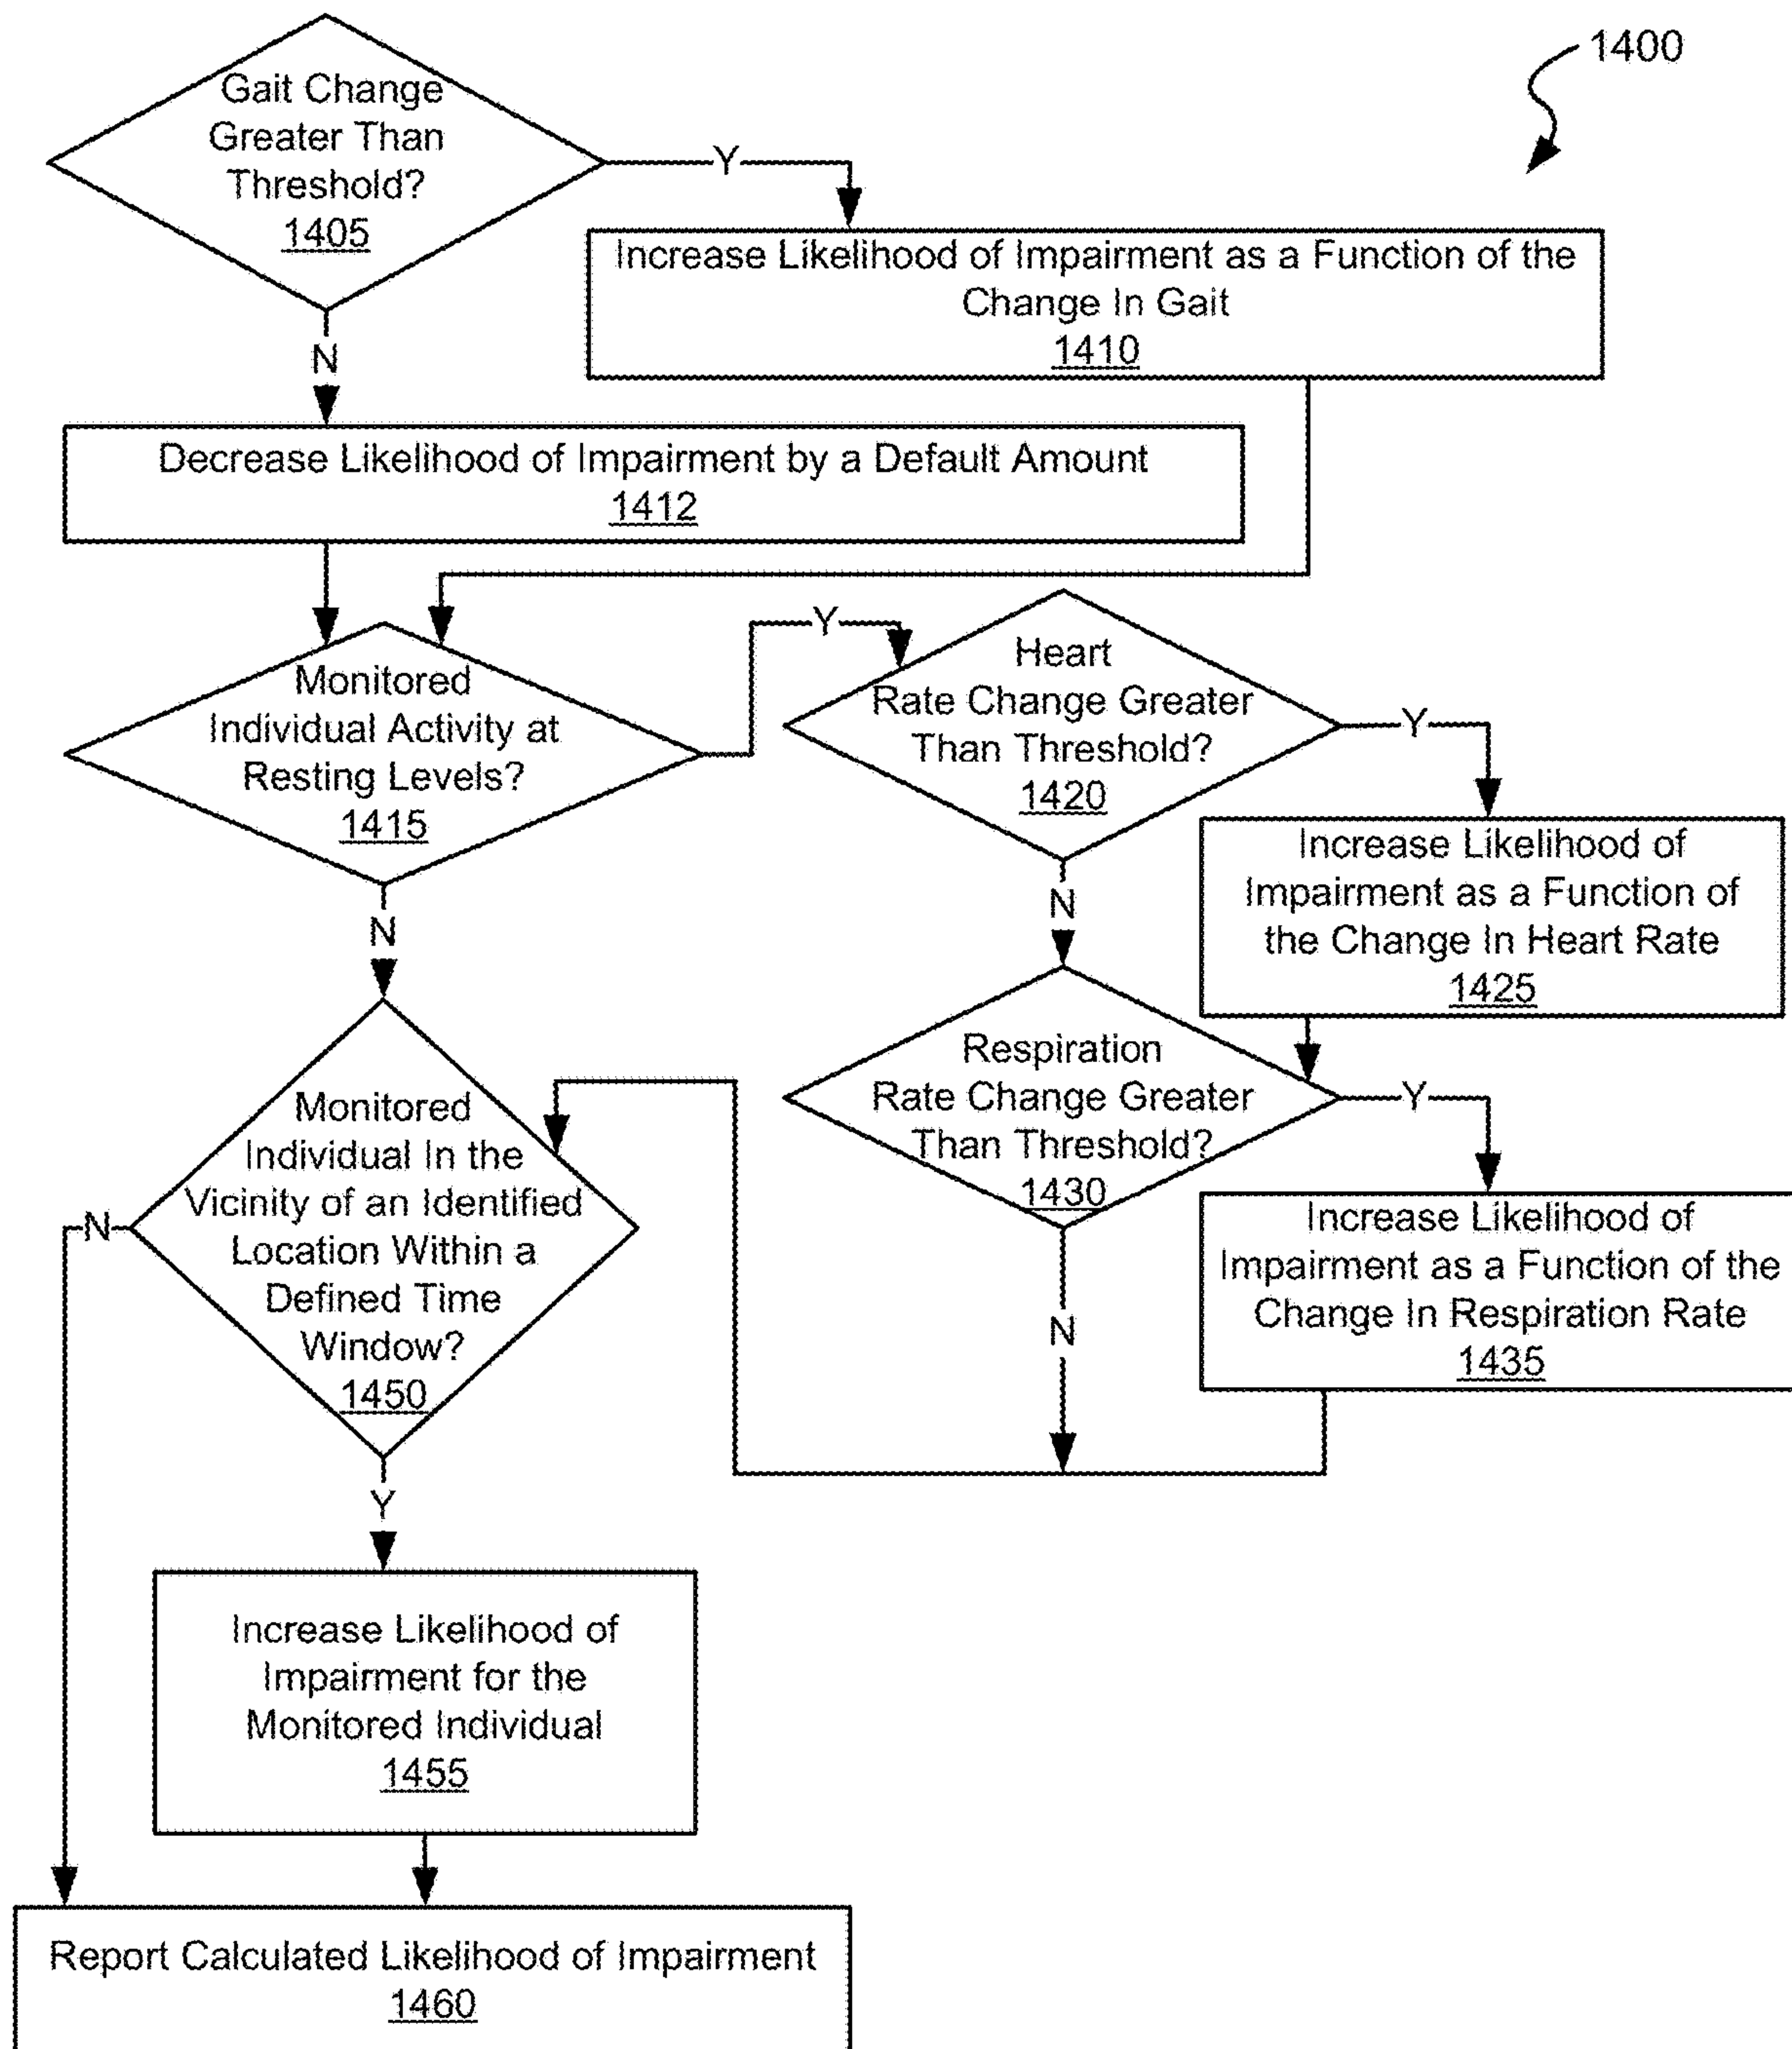 1400
Gait Change
Greater Than
Threshold?
1405
Y
Increase Likelihood of Impairment as a Function of the
Change In Gait
1410
N
Decrease Likelihood of Impairment by a Default Amount
1412
Monitored
Individual Activity at
Resting Levels?
1415
Y
Heart
Rate Change Greater
Than Threshold?
1420
Y
Increase Likelihood of
Impairment as a Function of
the Change In Heart Rate
1425
N
N
Respiration
Rate Change Greater
Than Threshold?
1430
Y
Increase Likelihood of
Impairment as a Function of the
Change In Respiration Rate
1435
N
Monitored
Individual In the
Vicinity of an Identified
Location Within a
Defined Time
Window?
1450
N
Y
Increase Likelihood of
Impairment for the
Monitored Individual
1455
Report Calculated Likelihood of Impairment
1460